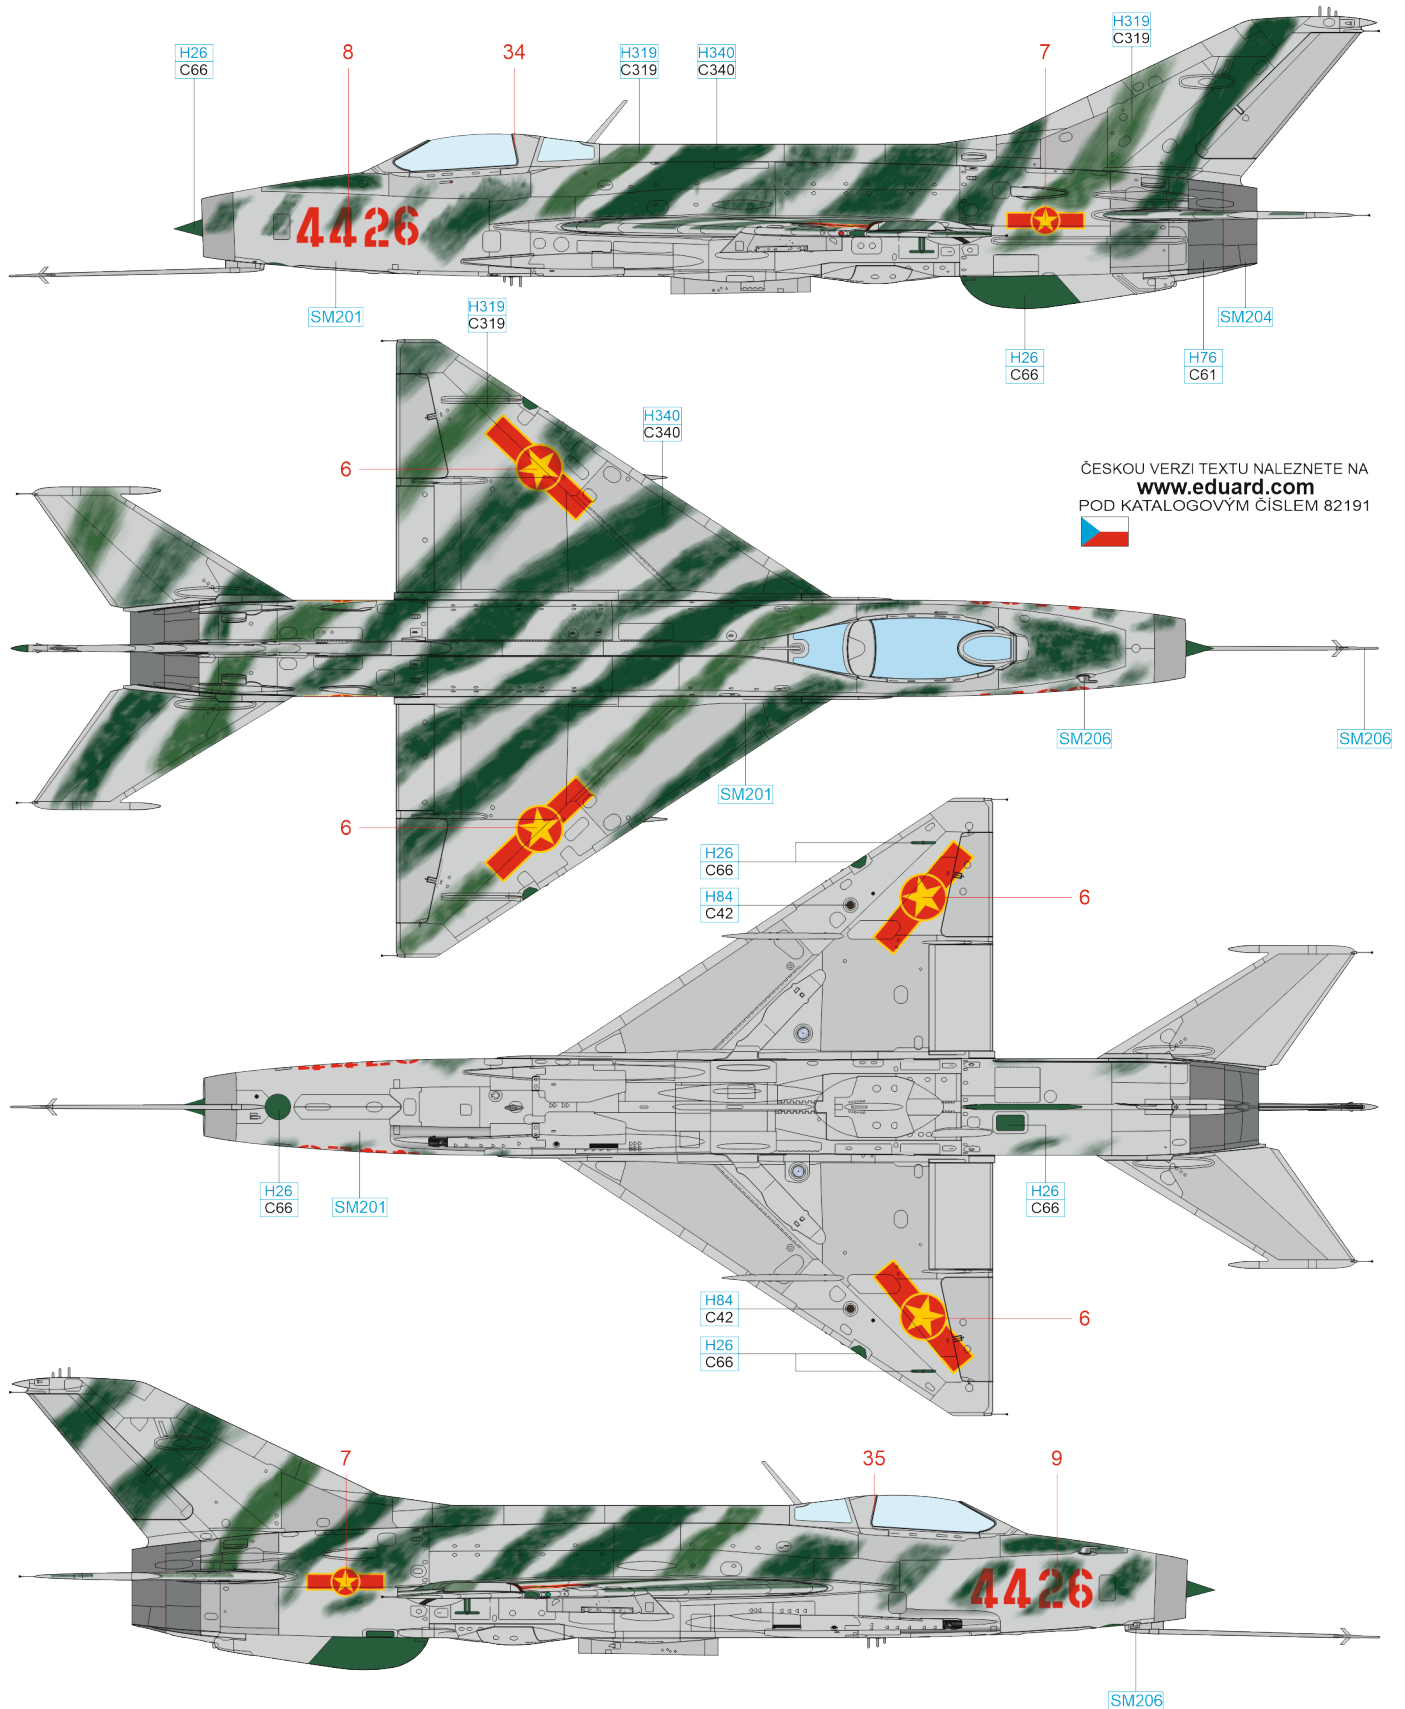 H26
C66
8
34
H319
C319
H340
C340
7
H319
C319
4426
SM201
SM204
H26
C66
H76
C61
H319
C319
H340
C340
6
ČESKOU VERZI TEXTU NALEZNETE NA
www.eduard.com
POD KATALOGOVÝM ČÍSLEM 82191
SM206
SM206
SM201
6
H26
C66
H84
C42
6
H26
C66
SM201
H26
C66
H84
C42
6
H26
C66
7
35
9
4426
SM206